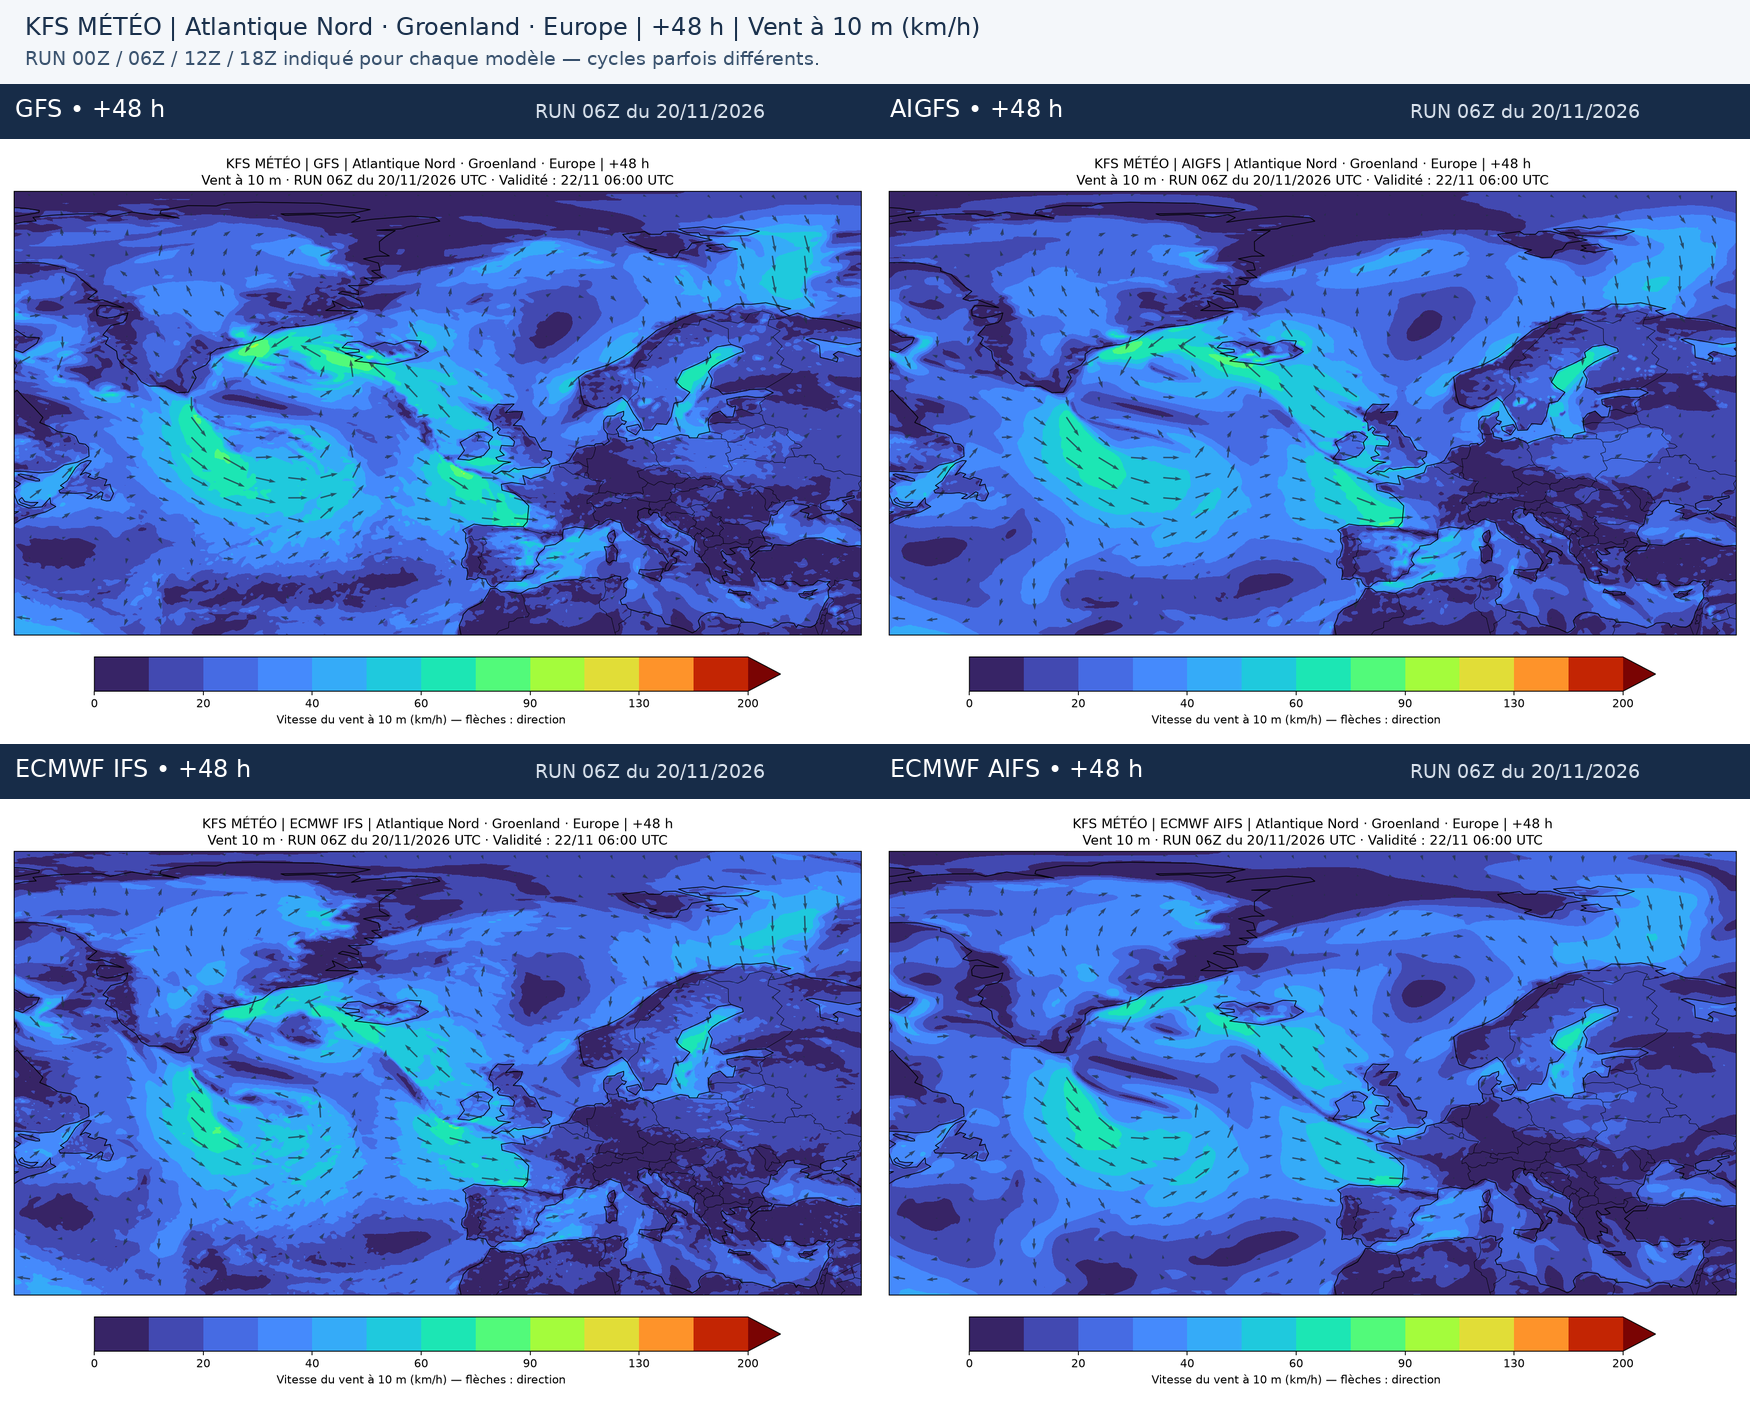 KFS MÉTÉO | Atlantique Nord · Groenland · Europe | +48 h | Vent à 10 m (km/h)
RUN 00Z / 06Z / 12Z / 18Z indiqué pour chaque modèle — cycles parfois différents.
GFS • +48 h
RUN 06Z du 20/11/2026
AIGFS • +48 h
RUN 06Z du 20/11/2026
KFS MÉTÉO | GFS | Atlantique Nord · Groenland · Europe | +48 h
Vent à 10 m · RUN 06Z du 20/11/2026 UTC · Validité : 22/11 06:00 UTC
KFS MÉTÉO | AIGFS | Atlantique Nord · Groenland · Europe | +48 h
Vent à 10 m · RUN 06Z du 20/11/2026 UTC · Validité : 22/11 06:00 UTC
0 20 40 60 90 130 200
Vitesse du vent à 10 m (km/h) — flèches : direction
0 20 40 60 90 130 200
Vitesse du vent à 10 m (km/h) — flèches : direction
ECMWF IFS • +48 h
RUN 06Z du 20/11/2026
ECMWF AIFS • +48 h
RUN 06Z du 20/11/2026
KFS MÉTÉO | ECMWF IFS | Atlantique Nord · Groenland · Europe | +48 h
Vent 10 m · RUN 06Z du 20/11/2026 UTC · Validité : 22/11 06:00 UTC
KFS MÉTÉO | ECMWF AIFS | Atlantique Nord · Groenland · Europe | +48 h
Vent 10 m · RUN 06Z du 20/11/2026 UTC · Validité : 22/11 06:00 UTC
0 20 40 60 90 130 200
Vitesse du vent à 10 m (km/h) — flèches : direction
0 20 40 60 90 130 200
Vitesse du vent à 10 m (km/h) — flèches : direction